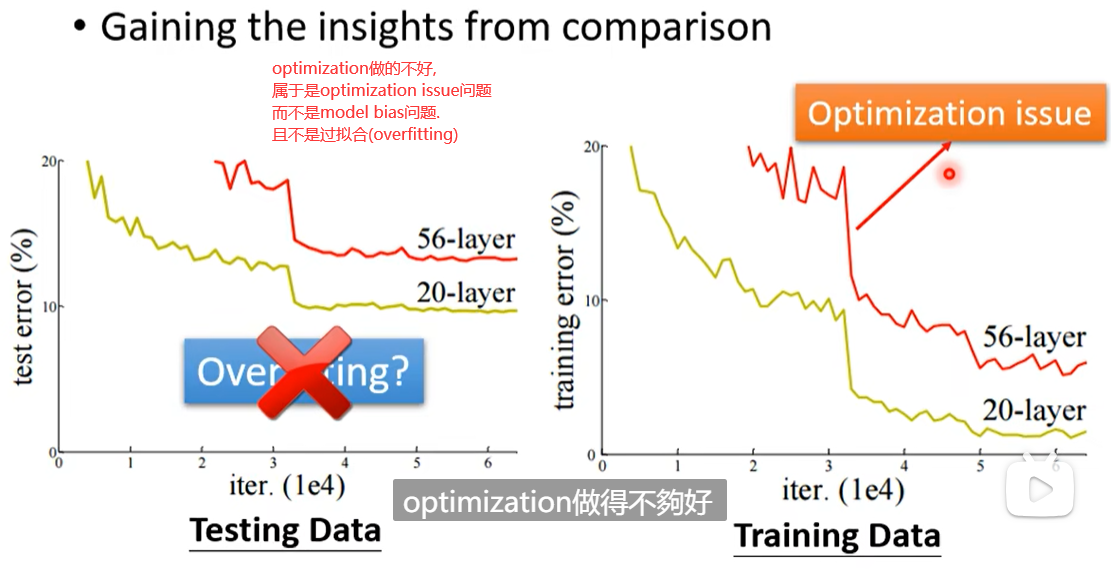 • Gaining the insights from comparison
optimization做的不好,
属于是optimization issue问题
而不是model bias问题.
且不是过拟合(overfitting)
Optimization issue
20
10
0
test error (%)
56-layer
20-layer
0 1 2 3 4 5 6
iter. (1e4)
Testing Data
20
10
0
training error (%)
56-layer
20-layer
0 1 2 3 4 5 6
iter. (1e4)
Training Data
optimization做得不夠好